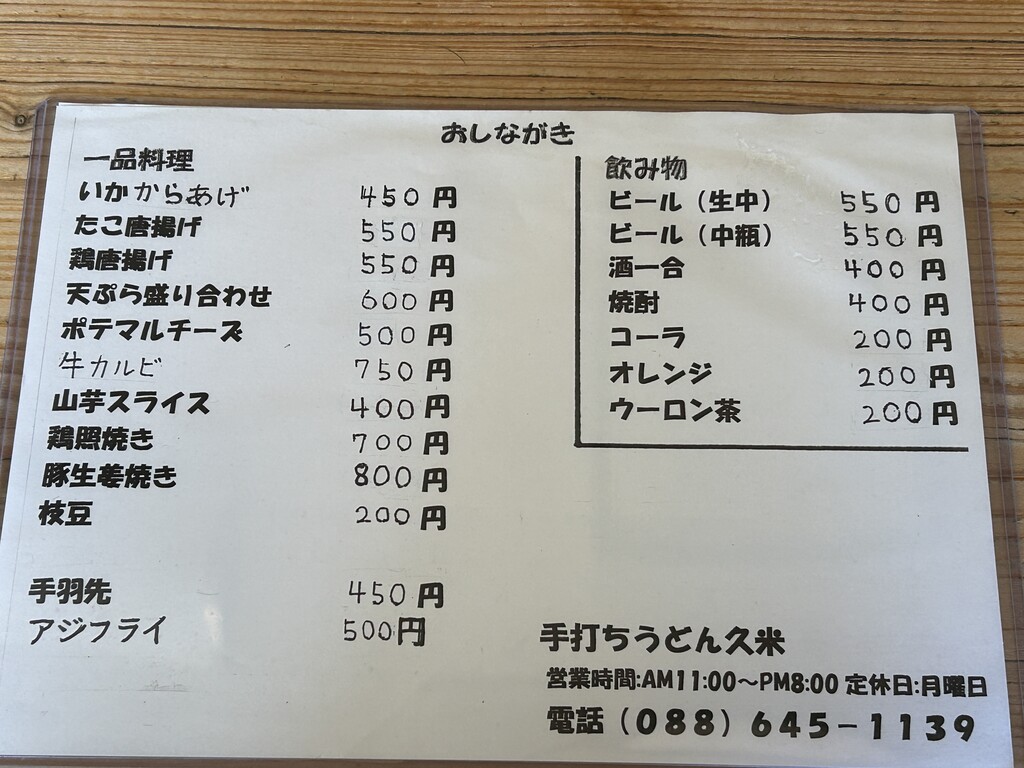 おしながき
一品料理
いかからあげ 450円
たこ唐揚げ 550円
鶏唐揚げ 550円
天ぷら盛り合わせ 600円
ポテマルチーズ 500円
牛カルビ 750円
山芋スライス 400円
鶏照焼き 700円
豚生姜焼き 800円
枝豆 200円
手羽先 450円
アジフライ 500円
飲み物
ビール（生中） 550円
ビール（中瓶） 550円
酒一合 400円
焼酎 400円
コーラ 200円
オレンジ 200円
ウーロン茶 200円
手打ちうどん久米
営業時間:AM11:00～PM8:00 定休日:月曜日
電話（088）645－1139